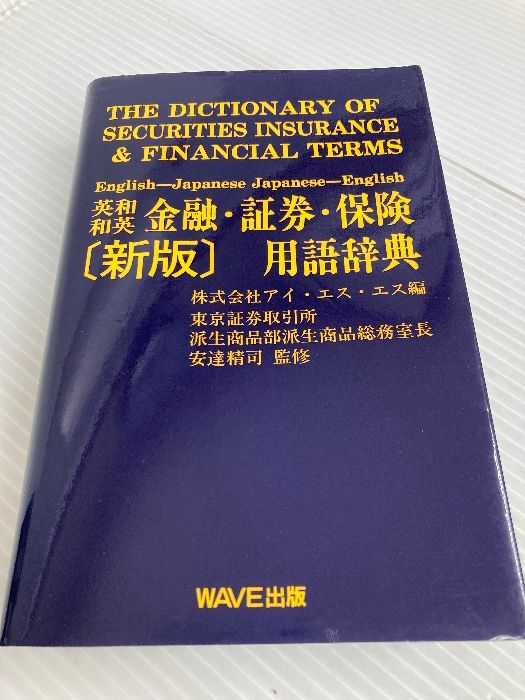 THE DICTIONARY OF
SECURITIES INSURANCE
& FINANCIAL TERMS
English—Japanese Japanese—English
英和
和英 金融・証券・保険
〔新版〕 用語辞典
株式会社アイ・エス・エス編
東京証券取引所
派生商品部派生商品総務室長
安達精司 監修
WAVE出版